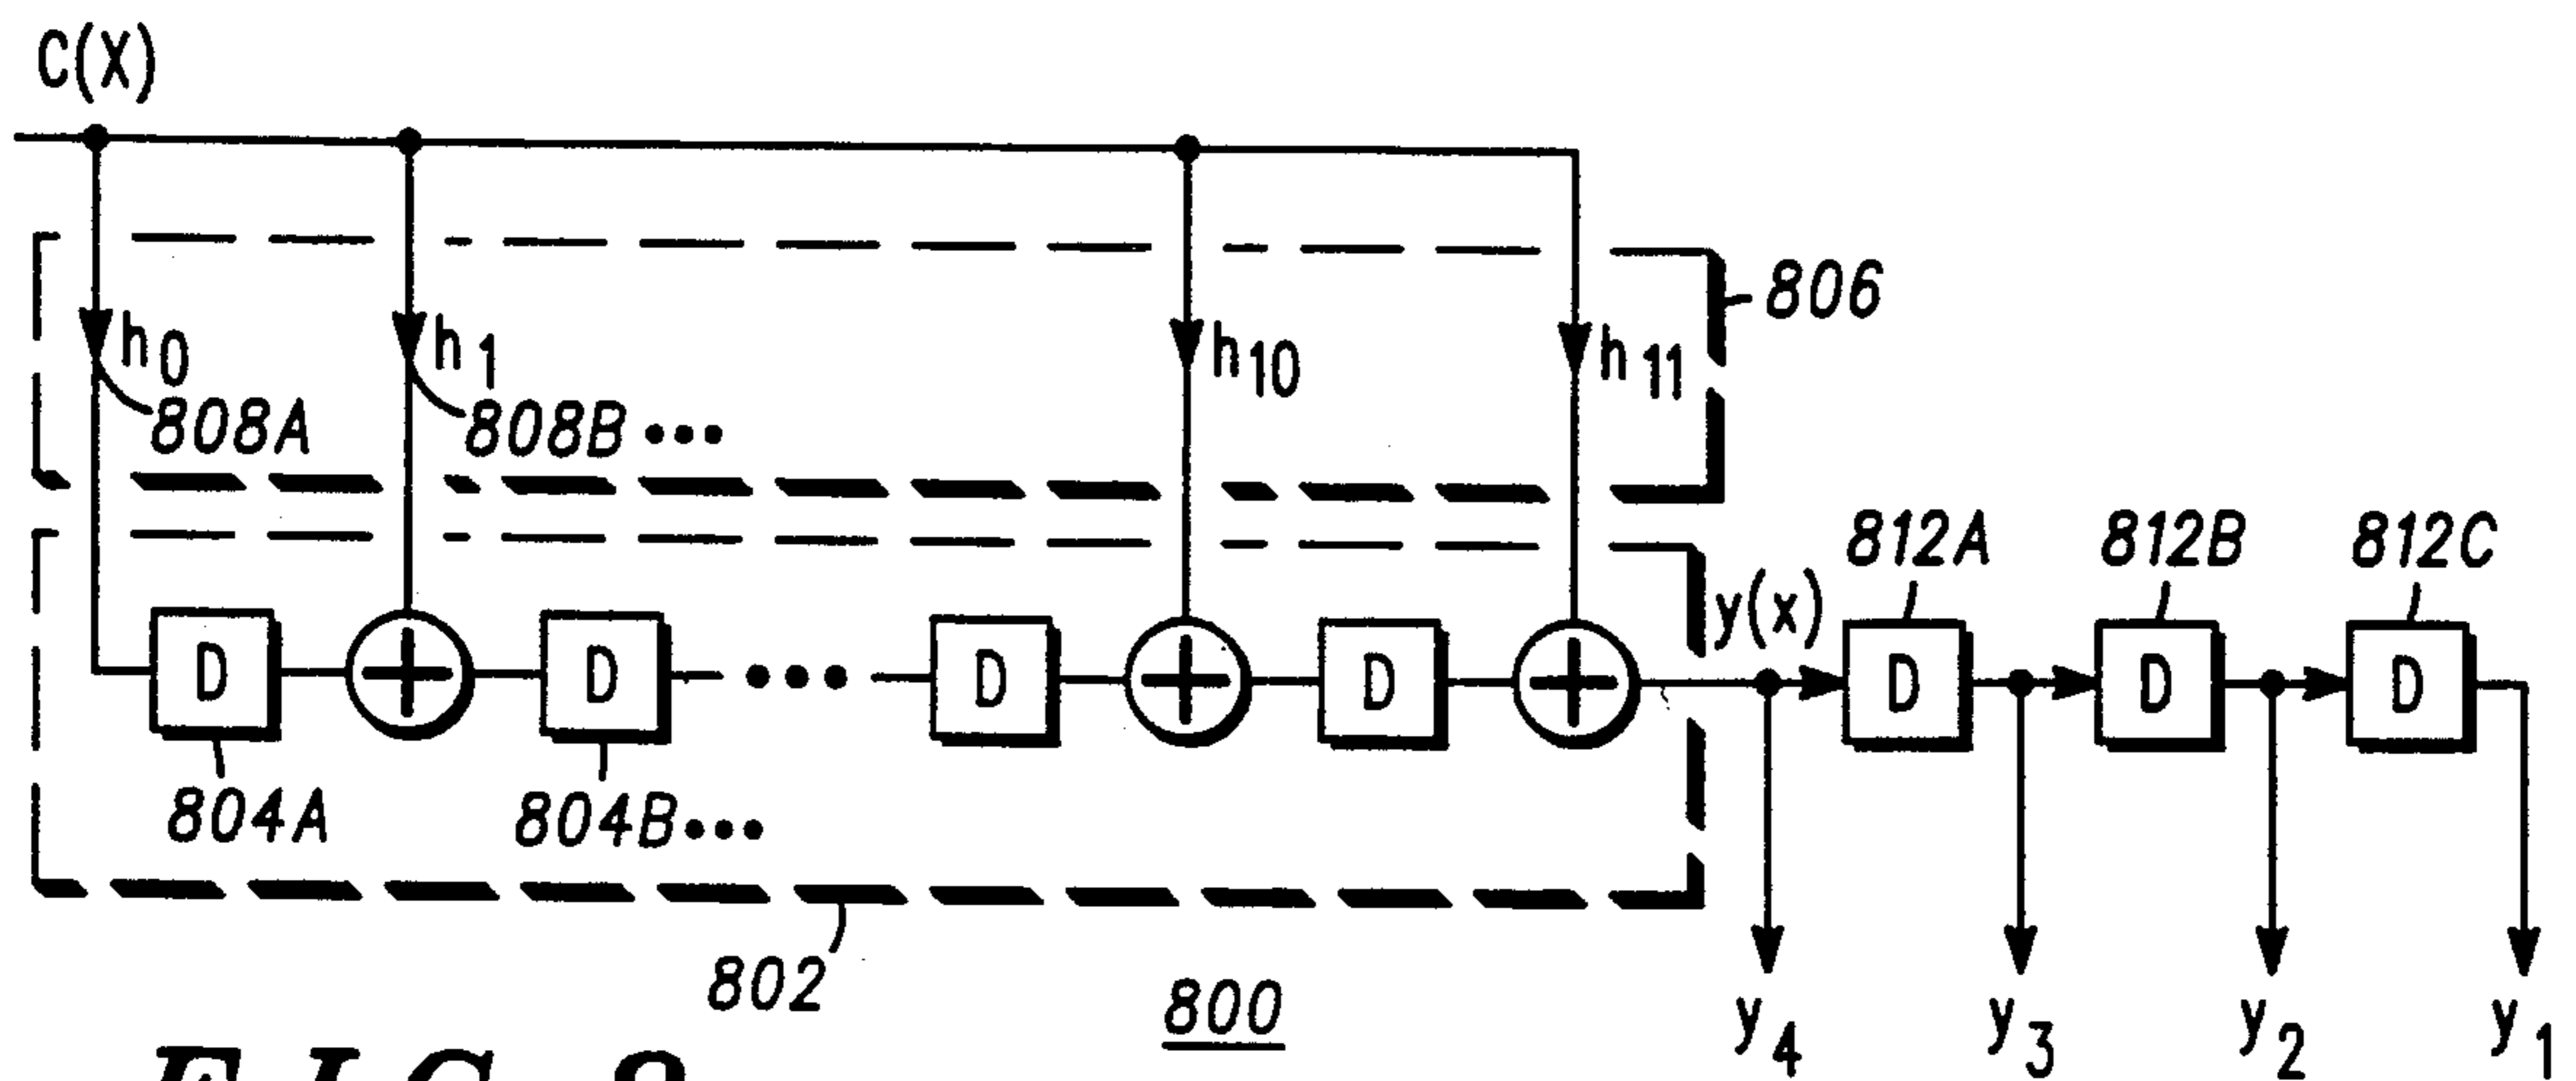 C(X)
806
h0
h1
h10
h11
808A
808B •••
812A
812B
812C
y(x)
D
+
D
•••
D
+
D
+
D
D
D
804A
804B •••
802
800
y4
y3
y2
y1